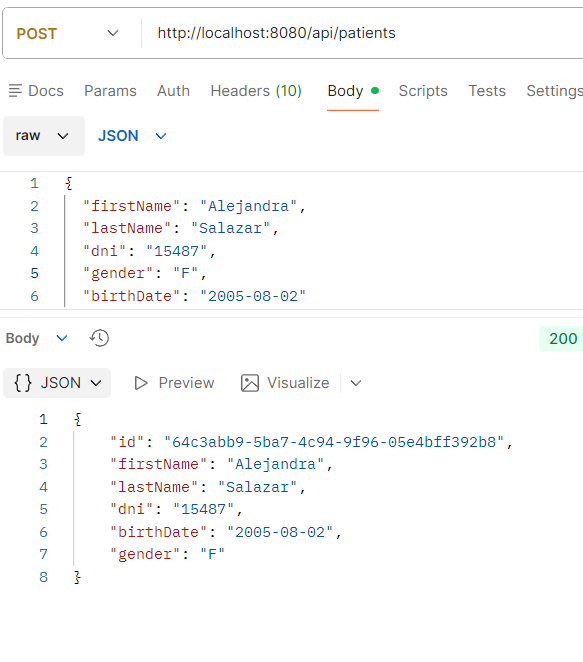 POST http://localhost:8080/api/patients
Docs Params Auth Headers (10) Body Scripts Tests Settings
raw JSON
1 {
2 "firstName": "Alejandra",
3 "lastName": "Salazar",
4 "dni": "15487",
5 "gender": "F",
6 "birthDate": "2005-08-02"
Body 200
{} JSON Preview Visualize
1 {
2 "id": "64c3abb9-5ba7-4c94-9f96-05e4bff392b8",
3 "firstName": "Alejandra",
4 "lastName": "Salazar",
5 "dni": "15487",
6 "birthDate": "2005-08-02",
7 "gender": "F"
8 }